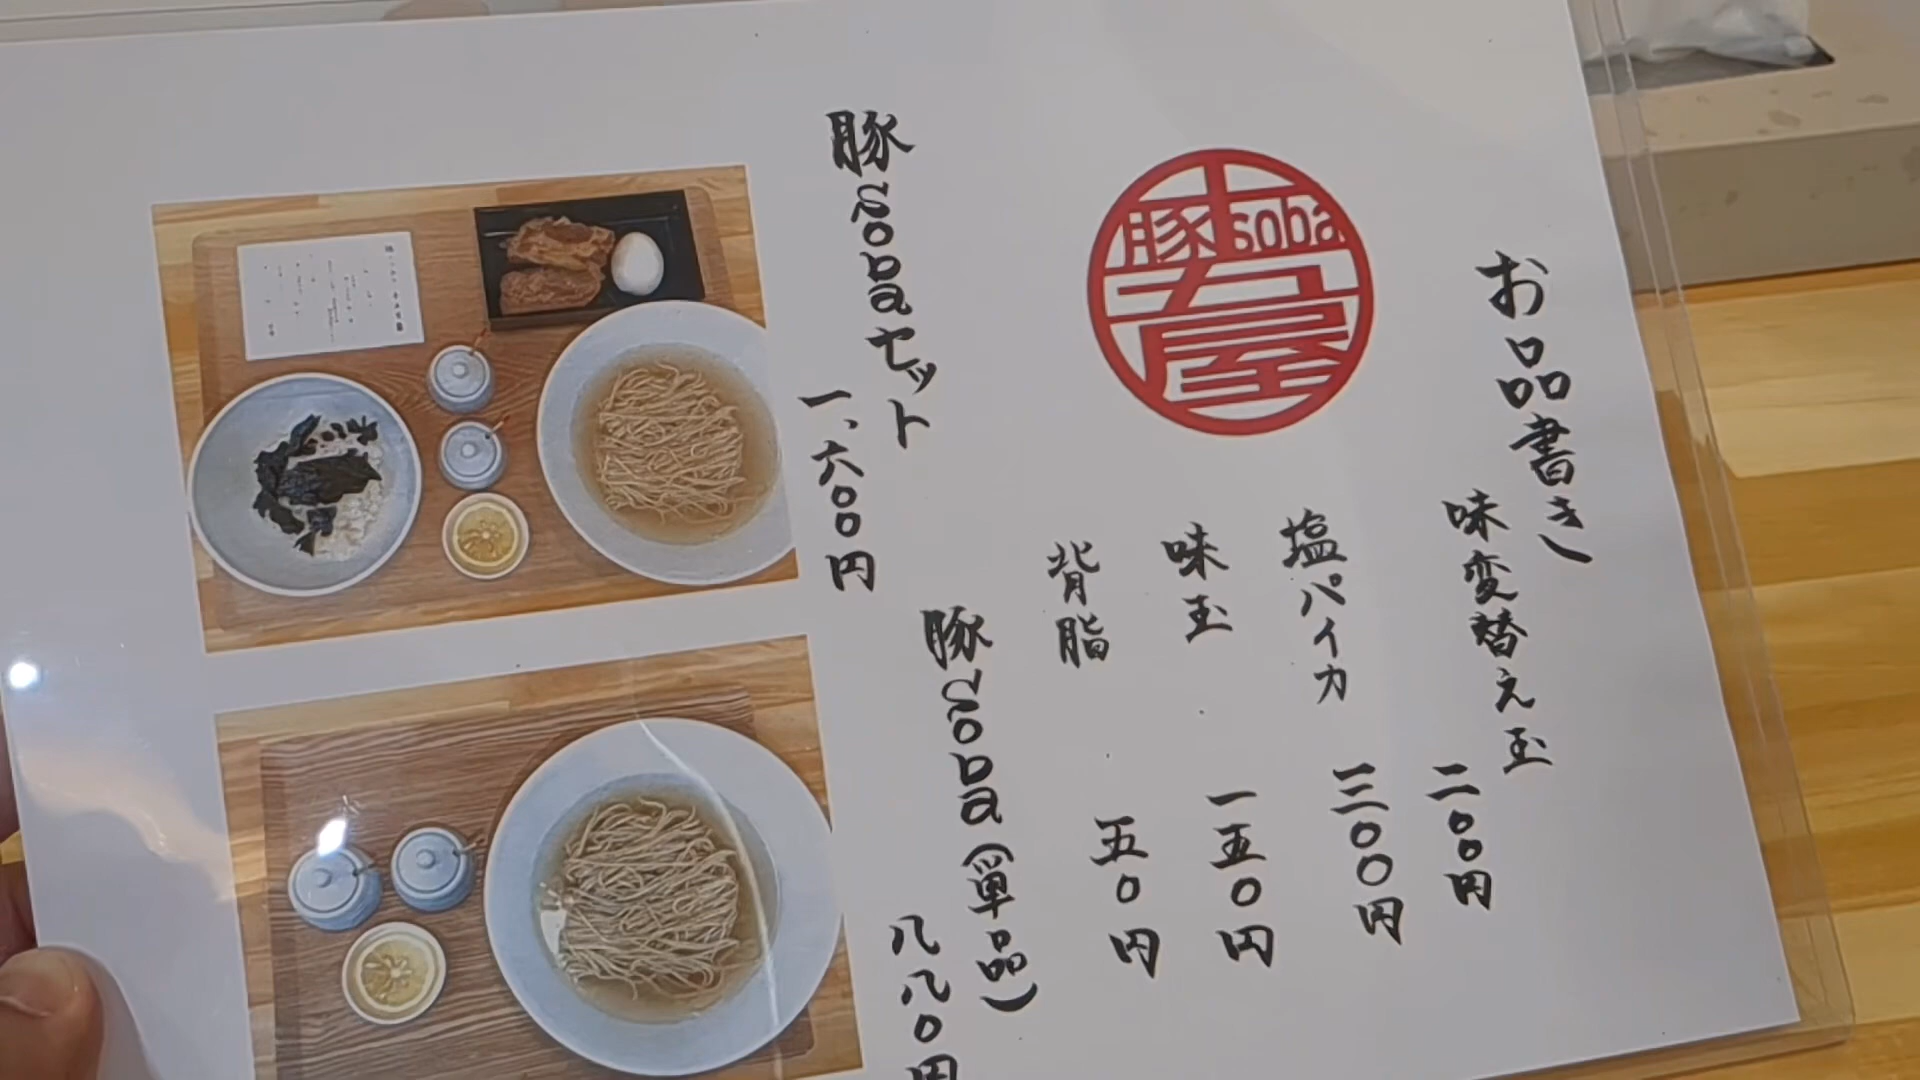 お品書き
味変替え玉
二〇〇円
塩パイカ
三〇〇円
味玉
一五〇円
背脂
五〇円
豚soba
豚sobaセット
一、六〇〇円
豚soba(単品)
八八〇円